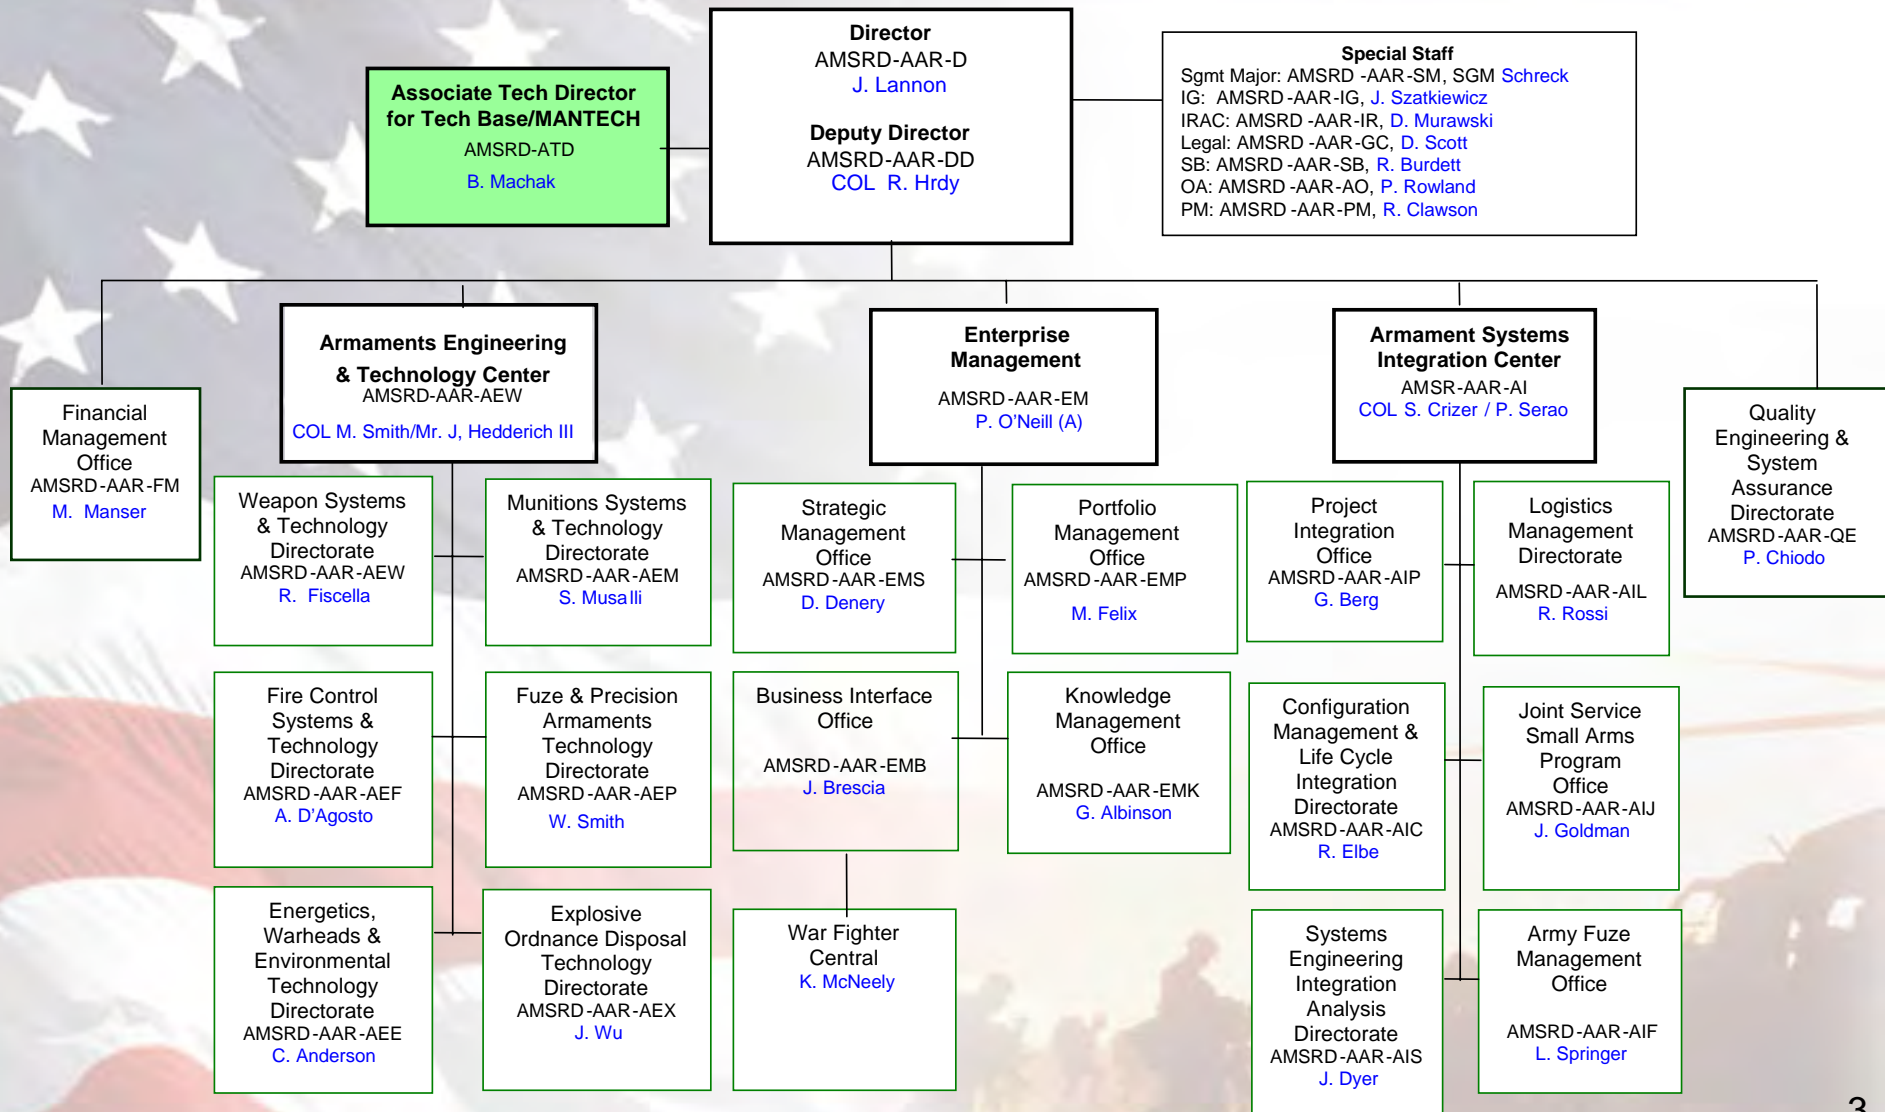 Director
AMSRD-AAR-D
J. Lannon
Deputy Director
AMSRD-AAR-DD
COL R. Hrdy
Associate Tech Director
for Tech Base/MANTECH
AMSRD-ATD
B. Machak
Special Staff
Sgmt Major: AMSRD -AAR-SM, SGM Schreck
IG: AMSRD -AAR-IG, J. Szatkiewicz
IRAC: AMSRD -AAR-IR, D. Murawski
Legal: AMSRD -AAR-GC, D. Scott
SB: AMSRD -AAR-SB, R. Burdett
OA: AMSRD -AAR-AO, P. Rowland
PM: AMSRD -AAR-PM, R. Clawson
Financial
Management
Office
AMSRD-AAR-FM
M. Manser
Armaments Engineering
& Technology Center
AMSRD-AAR-AEW
COL M. Smith/Mr. J, Hedderich III
Enterprise
Management
AMSRD-AAR-EM
P. O’Neill (A)
Armament Systems
Integration Center
AMSR-AAR-AI
COL S. Crizer / P. Serao
Quality
Engineering &
System
Assurance
Directorate
AMSRD-AAR-QE
P. Chiodo
Weapon Systems
& Technology
Directorate
AMSRD-AAR-AEW
R. Fiscella
Munitions Systems
& Technology
Directorate
AMSRD-AAR-AEM
S. Musalli
Strategic
Management
Office
AMSRD-AAR-EMS
D. Denery
Portfolio
Management
Office
AMSRD-AAR-EMP
M. Felix
Project
Integration
Office
AMSRD-AAR-AIP
G. Berg
Logistics
Management
Directorate
AMSRD-AAR-AIL
R. Rossi
Fire Control
Systems &
Technology
Directorate
AMSRD-AAR-AEF
A. D’Agosto
Fuze & Precision
Armaments
Technology
Directorate
AMSRD-AAR-AEP
W. Smith
Business Interface
Office
AMSRD-AAR-EMB
J. Brescia
Knowledge
Management
Office
AMSRD-AAR-EMK
G. Albinson
Configuration
Management &
Life Cycle
Integration
Directorate
AMSRD-AAR-AIC
R. Elbe
Joint Service
Small Arms
Program
Office
AMSRD-AAR-AIJ
J. Goldman
Energetics,
Warheads &
Environmental
Technology
Directorate
AMSRD-AAR-AEE
C. Anderson
Explosive
Ordnance Disposal
Technology
Directorate
AMSRD-AAR-AEX
J. Wu
War Fighter
Central
K. McNeely
Systems
Engineering
Integration
Analysis
Directorate
AMSRD-AAR-AIS
J. Dyer
Army Fuze
Management
Office
AMSRD-AAR-AIF
L. Springer
3